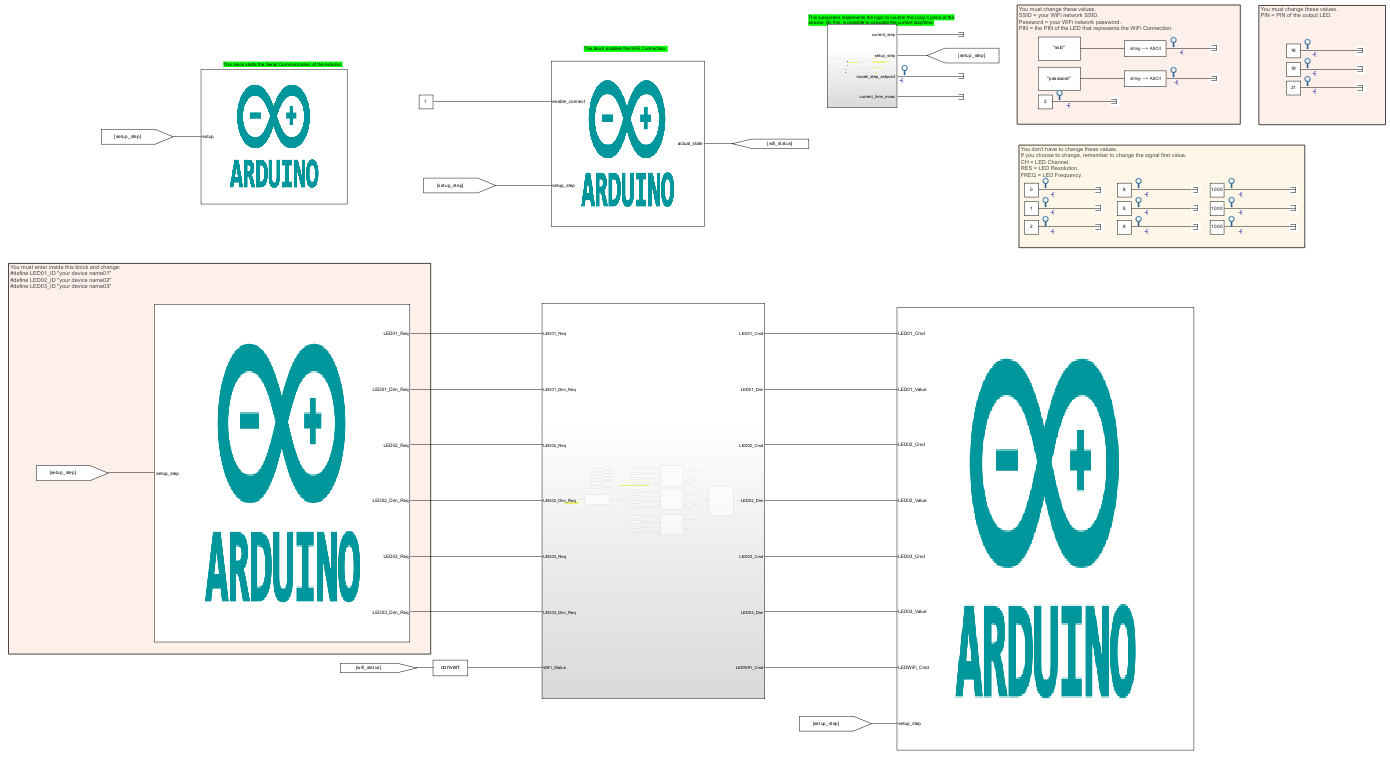 This subsystem implements the logic to counter the Loop Cycle/s of the
arduino. By this, is possible to calculate the current loop time.
current_step
setup_step
[setup_step]
model_step_setpoint
current_time_msec
You must change these values.
SSID = your WiFi network SSID.
Password = your WiFi network password.
PIN = the PIN of the LED that represents the WiFi Connection.
"ssid"
string --> ASCII
"password"
string --> ASCII
2
You must change these values.
PIN = PIN of the output LED.
18
19
21
This block starts the Serial Communication of the Arduino.
[setup_step]
setup
ARDUINO
This block enables the WiFi Connection.
1
enable_connect
[setup_step]
setup_step
actual_state
[wifi_status]
ARDUINO
You don't have to change these values.
If you choose to change, remember to change the signal first value.
CH = LED Channel.
RES = LED Resolution.
FREQ = LED Frequency.
0
8
1000
1
8
1000
2
8
1000
You must enter inside this block and change:
#define LED01_ID "your device name01"
#define LED02_ID "your device name02"
#define LED03_ID "your device name03"
[setup_step]
setup_step
ARDUINO
LED01_Req
LED01_Dim_Req
LED02_Req
LED02_Dim_Req
LED03_Req
LED03_Dim_Req
[wifi_status]
convert
LED01_Req
LED01_Dim_Req
LED02_Req
LED02_Dim_Req
LED03_Req
LED03_Dim_Req
WiFi_Status
LED01_Cmd
LED01_Dim
LED02_Cmd
LED02_Dim
LED03_Cmd
LED03_Dim
LEDWiFi_Cmd
LED01_Cmd
LED01_Value
LED02_Cmd
LED02_Value
LED03_Cmd
LED03_Value
LEDWiFi_Cmd
[setup_step]
setup_step
ARDUINO